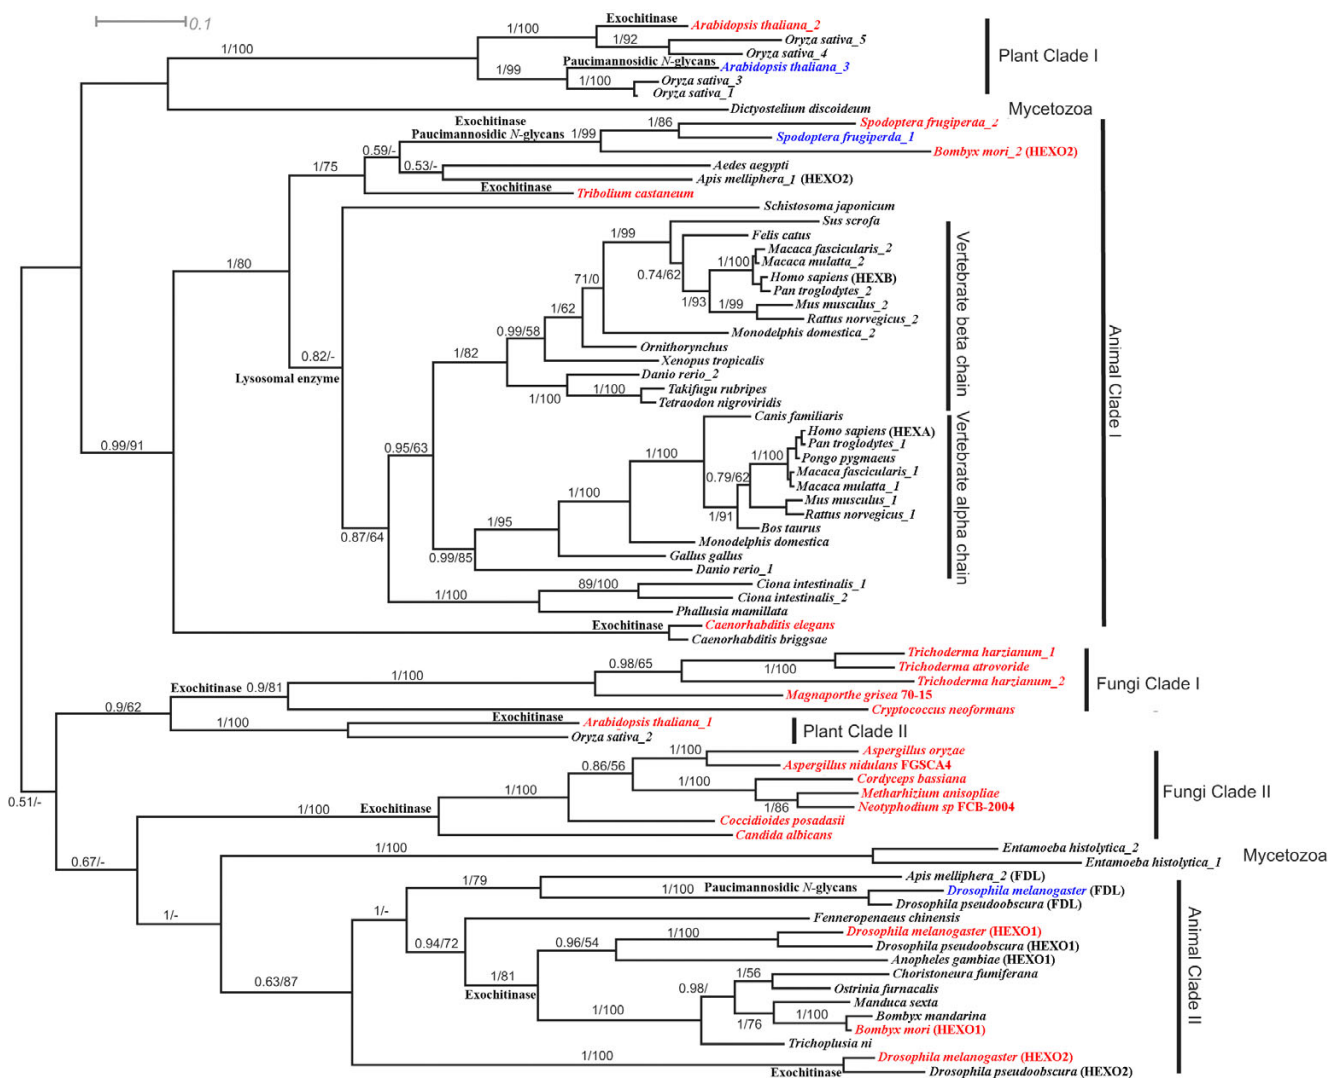 0.1
Exochitinase
Arabidopsis thaliana_2
1/100
1/92
Oryza sativa_5
Oryza sativa_4
1/100
Plant Clade I
Paucimannosidic N-glycans
Arabidopsis thaliana_3
1/99
1/100
Oryza sativa_3
Oryza sativa_1
Dictyostelium discoideum
Mycetozoa
Exochitinase
Paucimannosidic N-glycans
1/99
1/86
Spodoptera frugiperda_2
Spodoptera frugiperda_1
Bombyx mori_2 (HEXO2)
0.59/-
1/75
0.53/-
Aedes aegypti
Apis melliphera_1 (HEXO2)
Exochitinase
Tribolium castaneum
Schistosoma japonicum
Sus scrofa
1/99
Felis catus
Macaca fascicularis_2
1/100
Macaca mulatta_2
0.74/62
Homo sapiens (HEXB)
Pan troglodytes_2
1/80
71/0
1/93
1/99
Mus musculus_2
Rattus norvegicus_2
1/62
Monodelphis domestica_2
0.99/58
Ornithorynchus
Xenopus tropicalis
1/82
0.82/-
Lysosomal enzyme
Danio rerio_2
1/100
1/100
Takifugu rubripes
Tetraodon nigroviridis
Vertebrate beta chain
Animal Clade I
Canis familiaris
Homo sapiens (HEXA)
Pan troglodytes_1
1/100
1/100
Pongo pygmaeus
0.99/91
0.95/63
Macaca fascicularis_1
0.79/62
Macaca mulatta_1
1/100
Mus musculus_1
1/91
Rattus norvegicus_1
1/95
Bos taurus
0.87/64
Monodelphis domestica
0.99/85
Gallus gallus
Danio rerio_1
Vertebrate alpha chain
89/100
Ciona intestinalis_1
1/100
Ciona intestinalis_2
Phallusia mamillata
Exochitinase
Caenorhabditis elegans
Caenorhabditis briggsae
Trichoderma harzianum_1
0.98/65
1/100
Trichoderma atrovoride
1/100
Trichoderma harzianum_2
Fungi Clade I
Exochitinase 0.9/81
Magnaporthe grisea 70-15
0.9/62
Cryptococcus neoformans
Exochitinase
Arabidopsis thaliana_1
1/100
Plant Clade II
Oryza sativa_2
Aspergillus oryzae
1/100
0.86/56
Aspergillus nidulans FGSCA4
Cordyceps bassiana
1/100
1/100
Metharhizium anisopliae
Fungi Clade II
0.51/-
1/86
Neotyphodium sp FCB-2004
1/100
Exochitinase
Coccidioides posadasii
Candida albicans
Entamoeba histolytica_2
1/100
Mycetozoa
0.67/-
Entamoeba histolytica_1
Apis melliphera_2 (FDL)
1/79
1/100
Paucimannosidic N-glycans
Drosophila melanogaster (FDL)
Drosophila pseudoobscura (FDL)
1/-
1/-
Fenneropenaeus chinensis
Drosophila melanogaster (HEXO1)
1/100
0.94/72
0.96/54
Drosophila pseudoobscura (HEXO1)
Anopheles gambiae (HEXO1)
1/81
Exochitinase
1/56
Choristoneura fumiferana
0.63/87
0.98/
Ostrinia furnacalis
Manduca sexta
1/100
1/76
1/100
Bombyx mandarina
Bombyx mori (HEXO1)
Trichoplusia ni
1/100
Drosophila melanogaster (HEXO2)
Exochitinase
Drosophila pseudoobscura (HEXO2)
Animal Clade II